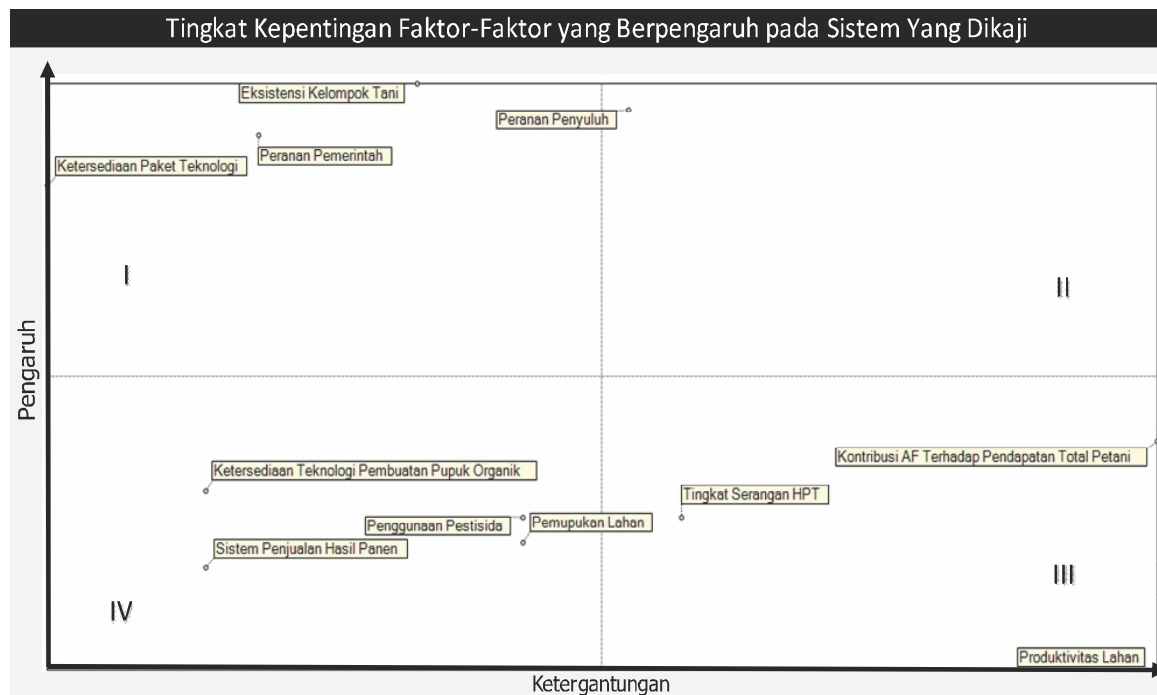 Tingkat Kepentingan Faktor-Faktor yang Berpengaruh pada Sistem Yang Dikaji
Eksistensi Kelompok Tani
Peranan Penyuluh
Peranan Pemerintah
Ketersediaan Paket Teknologi
I
II
Pengaruh
Kontribusi AF Terhadap Pendapatan Total Petani
Ketersediaan Teknologi Pembuatan Pupuk Organik
Tingkat Serangan HPT
Penggunaan Pestisida
Pemupukan Lahan
Sistem Penjualan Hasil Panen
III
IV
Produktivitas Lahan
Ketergantungan